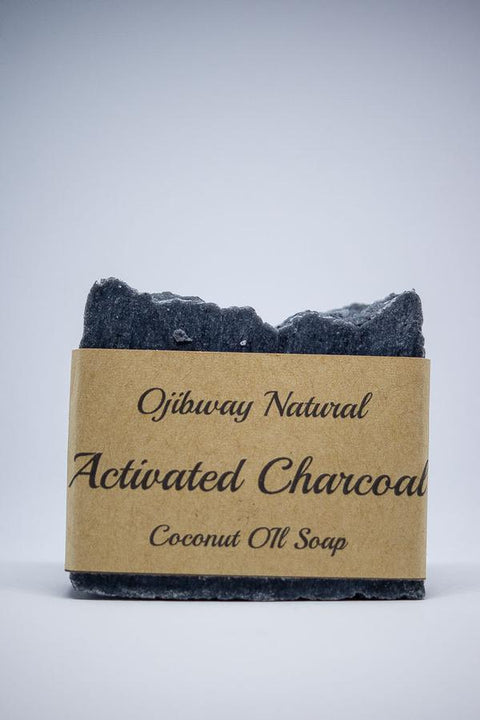 Ojibway Natural
Activated Charcoal
Coconut OIl Soap